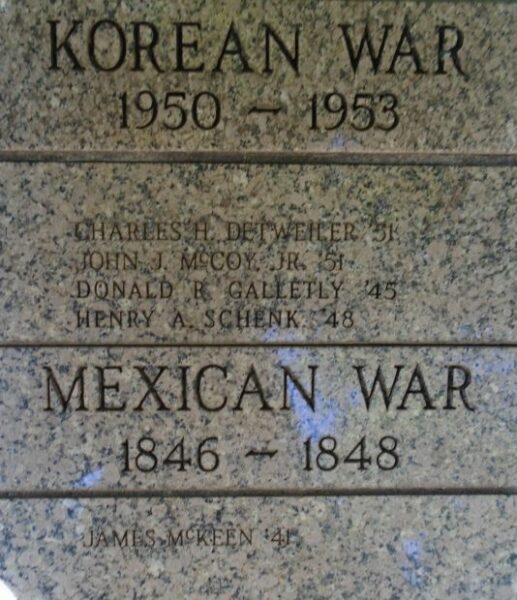 KOREAN WAR
1950 - 1953
CHARLES H. DETWEILER '51
JOHN J. McCOY, JR. '51
DONALD R. GALLETLY '45
HENRY A. SCHENK '48
MEXICAN WAR
1846 - 1848
JAMES McKEEN '41